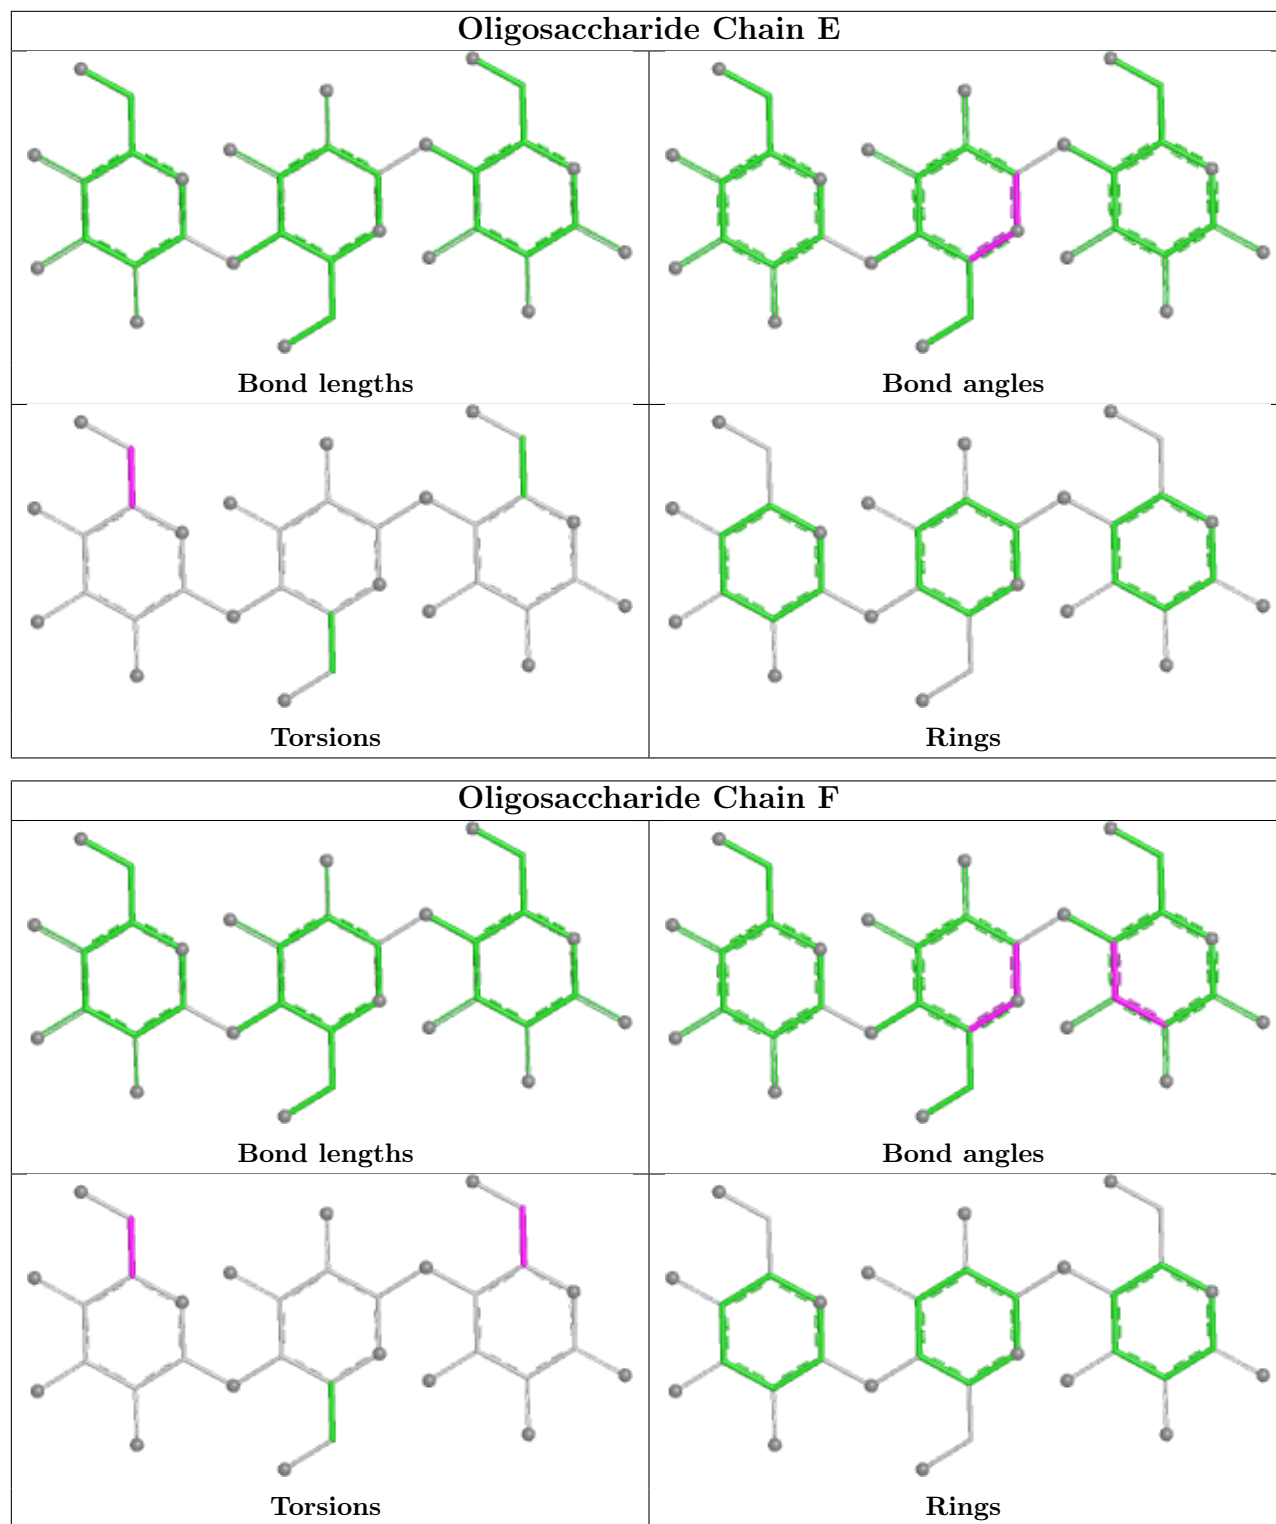 Oligosaccharide Chain E
Bond lengths
Bond angles
Torsions
Rings
Oligosaccharide Chain F
Bond lengths
Bond angles
Torsions
Rings